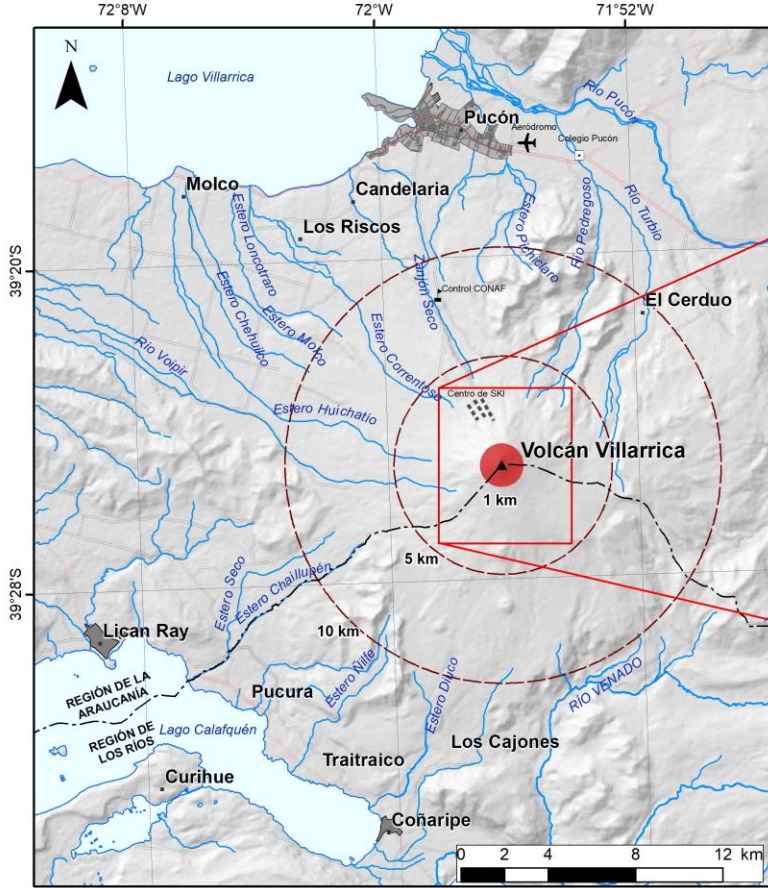 72°8'W
72°W
71°52'W
N
Lago Villarrica
Río Pucón
Pucón
Aeródromo
Colegio Pucón
Molco
Candelaria
Los Riscos
Estero Loncotraro
Estero Pichiclaro
Río Pedregoso
Río Turbio
39°20'S
Zanjón Seco
Control CONAF
El Cerduo
Estero Chehuilco
Estero Molco
Estero Correntoso
Río Voipir
Centro de SKI
Estero Huichatío
Volcán Villarrica
1 km
5 km
39°28'S
Estero Seco
Estero Chaillupén
10 km
Lican Ray
Estero Ñilfe
Estero Diuco
RÍO VENADO
REGIÓN DE LA
ARAUCANÍA
Pucura
REGIÓN DE
LOS RÍOS
Lago Calafquén
Los Cajones
Traitraico
Curihue
Coñaripe
0 2 4 8 12 km